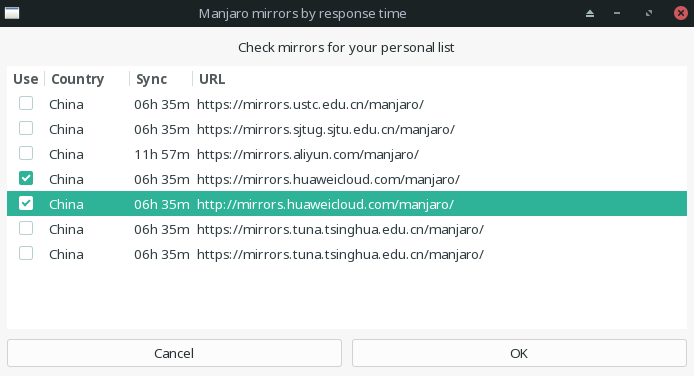 Manjaro mirrors by response time
Check mirrors for your personal list
Use Country Sync URL
China 06h 35m https://mirrors.ustc.edu.cn/manjaro/
China 06h 35m https://mirrors.sjtug.sjtu.edu.cn/manjaro/
China 11h 57m https://mirrors.aliyun.com/manjaro/
China 06h 35m https://mirrors.huaweicloud.com/manjaro/
China 06h 35m http://mirrors.huaweicloud.com/manjaro/
China 06h 35m https://mirrors.tuna.tsinghua.edu.cn/manjaro/
China 06h 35m https://mirrors.tuna.tsinghua.edu.cn/manjaro/
Cancel OK